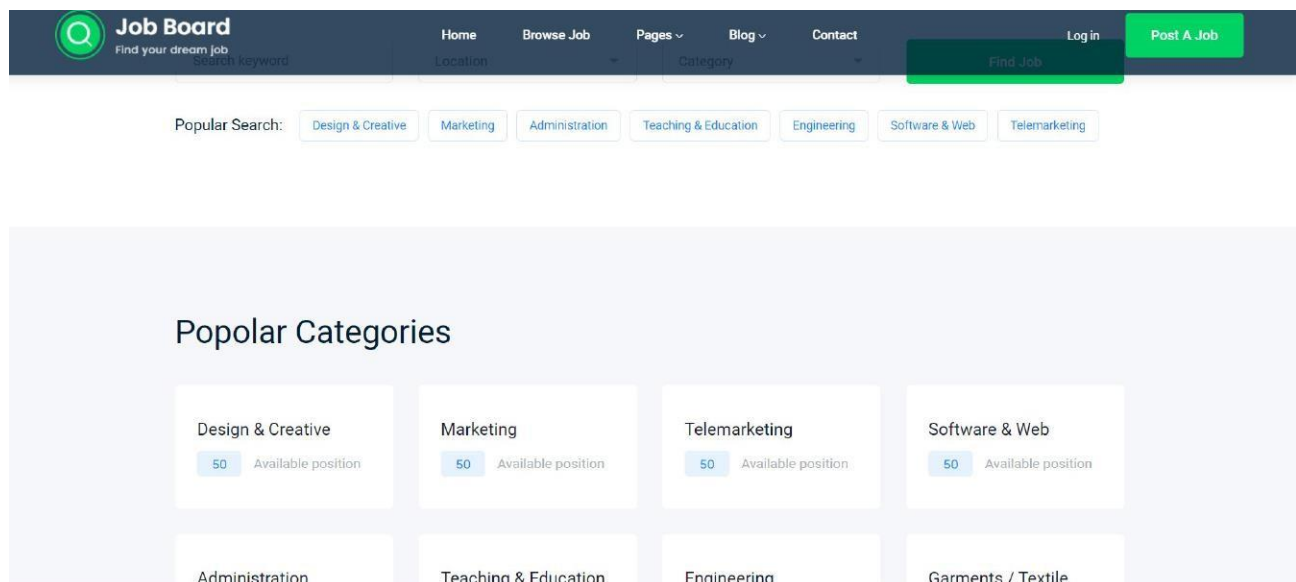 Job Board
Find your dream job
Home Browse Job Pages Blog Contact Log in Post A Job
Search keyword Location Category Find Job
Popular Search: Design & Creative Marketing Administration Teaching & Education Engineering Software & Web Telemarketing
Popolar Categories
Design & Creative Marketing Telemarketing Software & Web
50 Available position 50 Available position 50 Available position 50 Available position
Administration Teaching & Education Engineering Garments / Textile